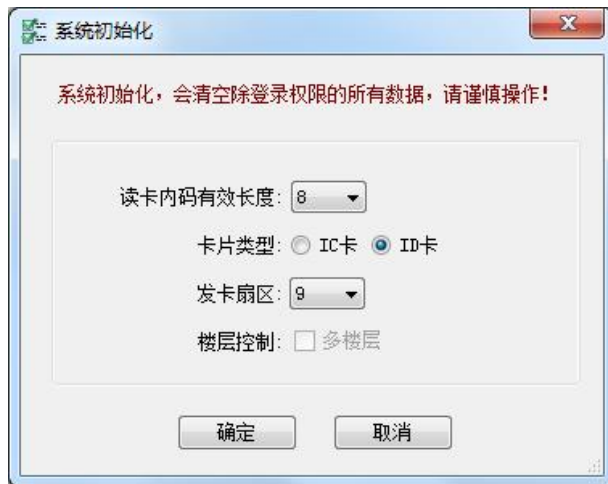 系统初始化
系统初始化，会清空除登录权限的所有数据，请谨慎操作!
读卡内码有效长度: 8
卡片类型: IC卡 ID卡
发卡扇区: 9
楼层控制: 多楼层
确定 取消